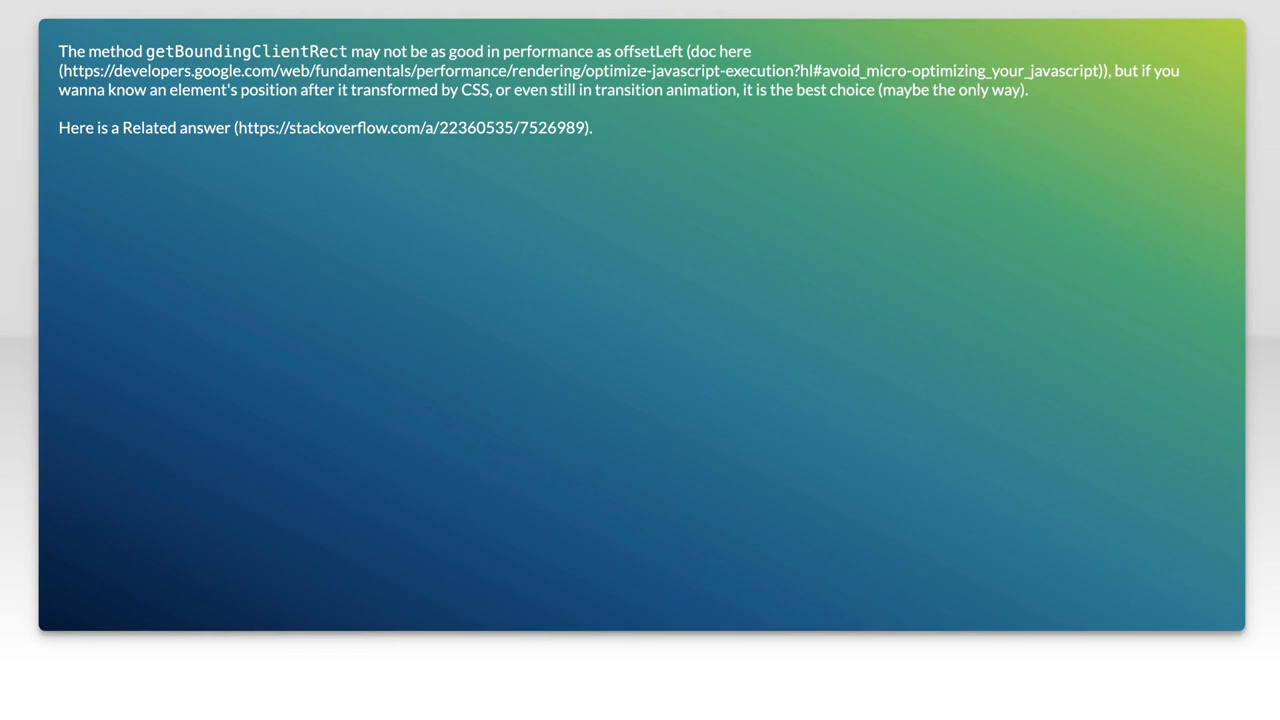 The method getBoundingClientRect may not be as good in performance as offsetLeft (doc here
(https://developers.google.com/web/fundamentals/performance/rendering/optimize-javascript-execution?hl#avoid_micro-optimizing_your_javascript)), but if you
wanna know an element's position after it transformed by CSS, or even still in transition animation, it is the best choice (maybe the only way).
Here is a Related answer (https://stackoverflow.com/a/22360535/7526989).